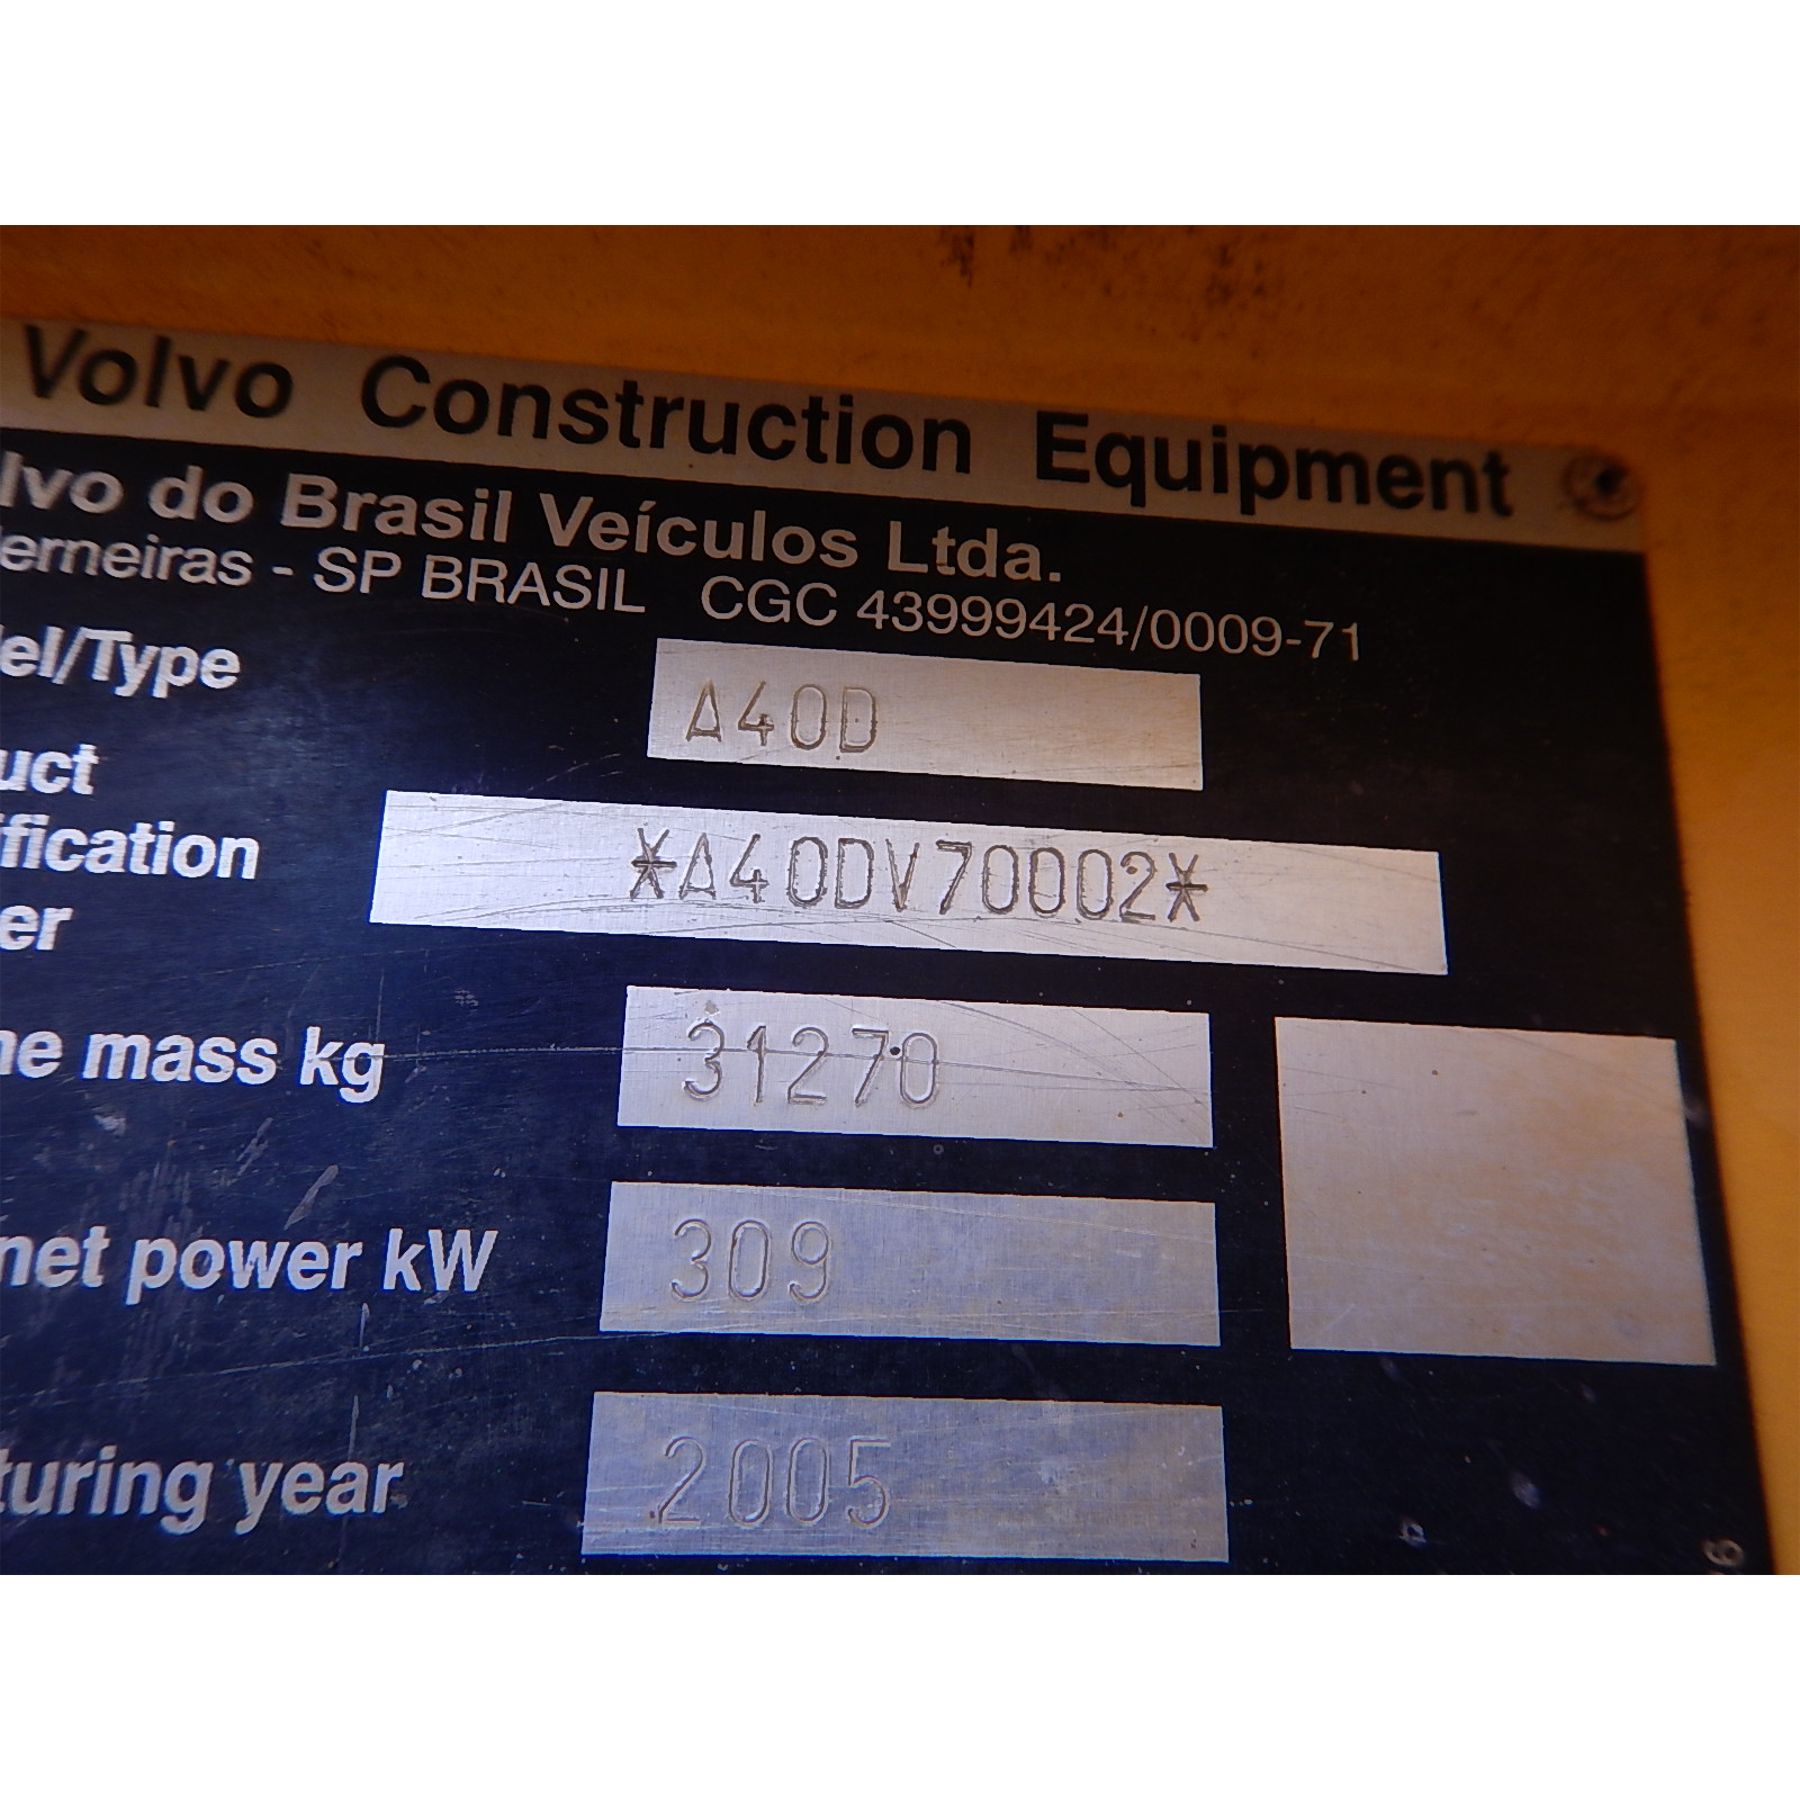 Volvo Construction Equipment
lvo do Brasil Veículos Ltda.
erneiras - SP BRASIL CGC 43999424/0009-71
el/Type A40D
uct
ification *A40DV70002*
er
ne mass kg 31270
net power kW 309
turing year 2005